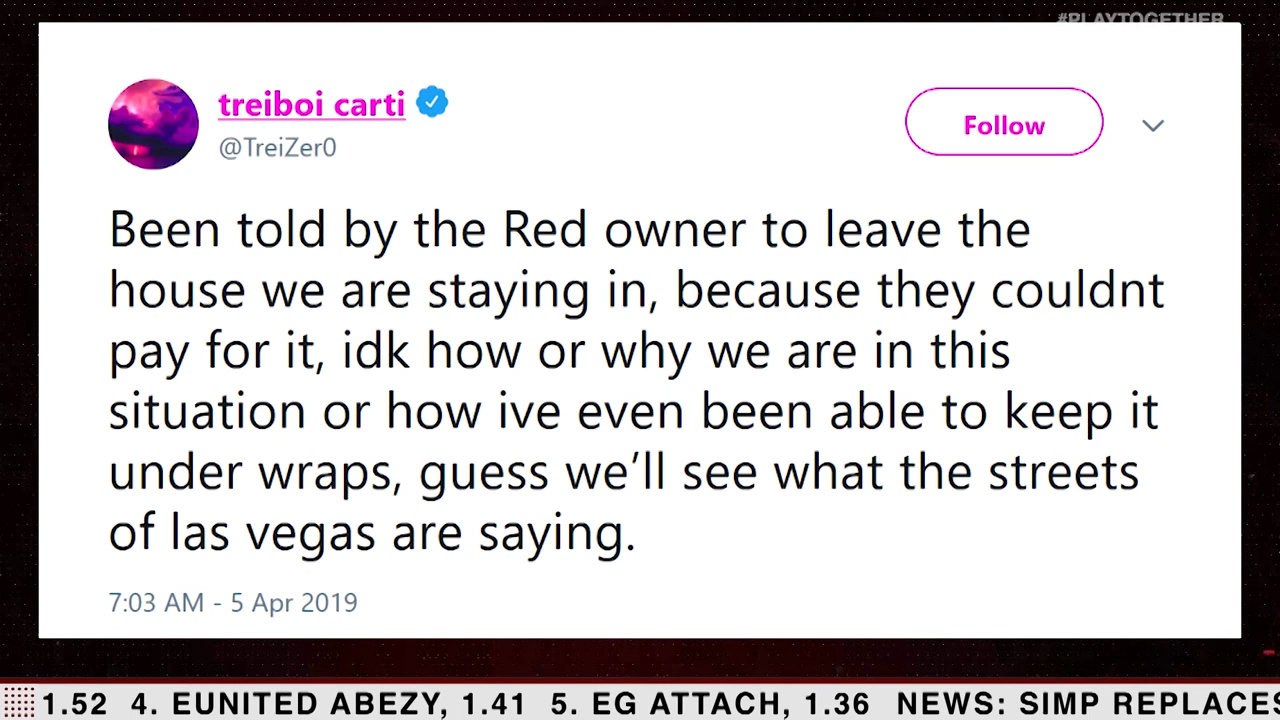 #PLAYTOGETHER
treiboi carti
@TreiZer0
Follow
Been told by the Red owner to leave the
house we are staying in, because they couldnt
pay for it, idk how or why we are in this
situation or how ive even been able to keep it
under wraps, guess we’ll see what the streets
of las vegas are saying.
7:03 AM - 5 Apr 2019
1.52 4. EUNITED ABEZY, 1.41 5. EG ATTACH, 1.36 NEWS: SIMP REPLACES